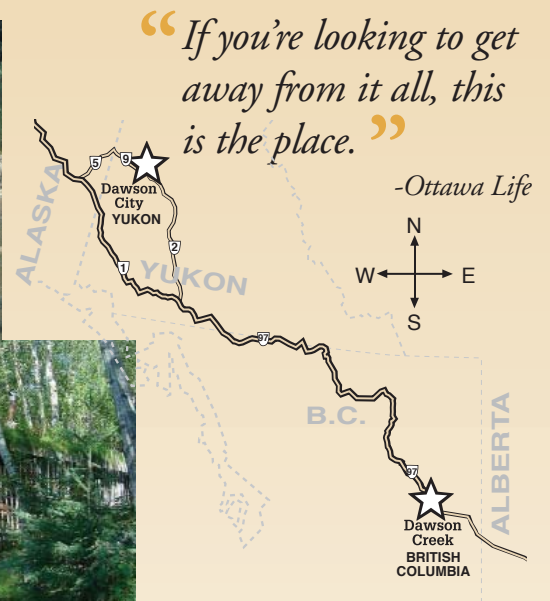 “ If you’re looking to get
away from it all, this
is the place. ”
-Ottawa Life
5
9
Dawson
City
YUKON
ALASKA
2
1
YUKON
N
W E
S
97
B.C.
ALBERTA
97
Dawson
Creek
BRITISH
COLUMBIA